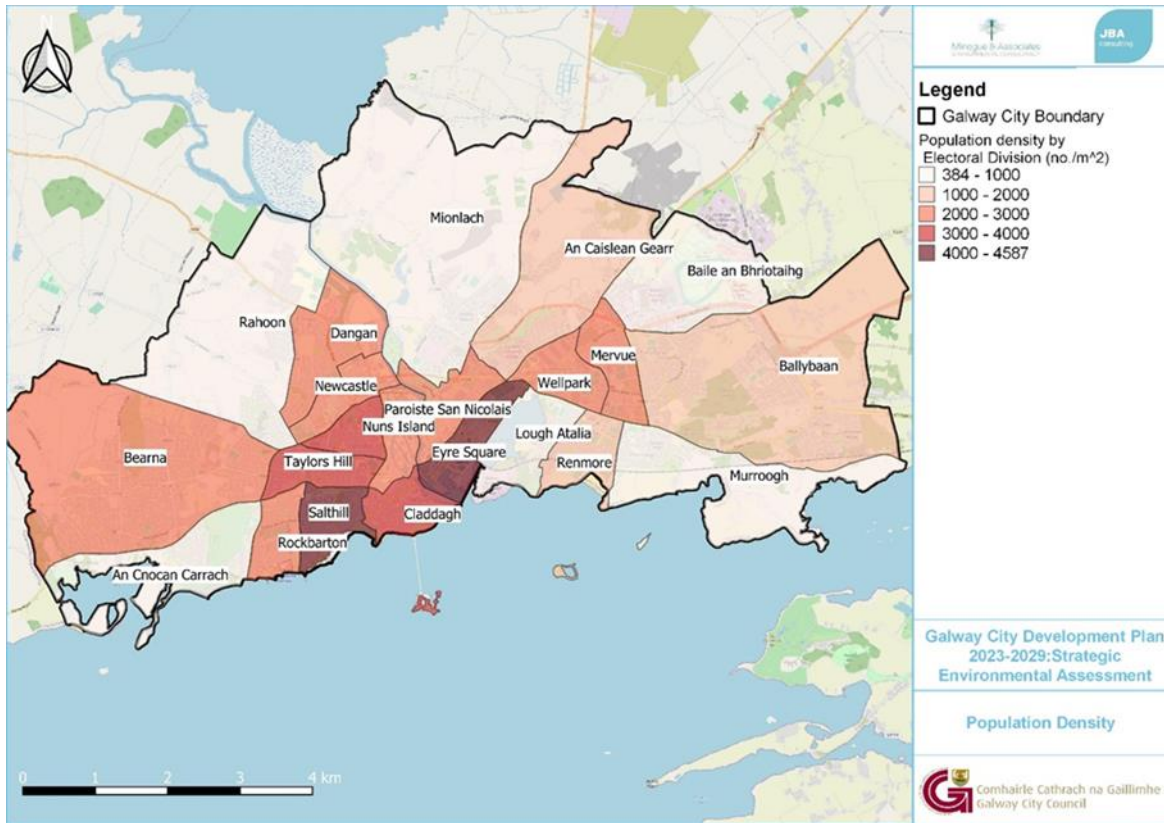 N
Mionlach
An Caislean Gearr
Baile an Bhriotaihg
Rahoon
Dangan
Mervue
Ballybaan
Newcastle
Wellpark
Paroiste San Nicolais
Nuns Island
Lough Atalia
Bearna
Eyre Square
Taylors Hill
Renmore
Murroogh
Salthill
Claddagh
Rockbarton
An Cnocan Carrach
0 1 2 3 4 km
Minogue & Associates
JBA
consulting
Legend
Galway City Boundary
Population density by
Electoral Division (no./m^2)
384 - 1000
1000 - 2000
2000 - 3000
3000 - 4000
4000 - 4587
Galway City Development Plan
2023-2029:Strategic
Environmental Assessment
Population Density
Comhairle Cathrach na Gaillimhe
Galway City Council